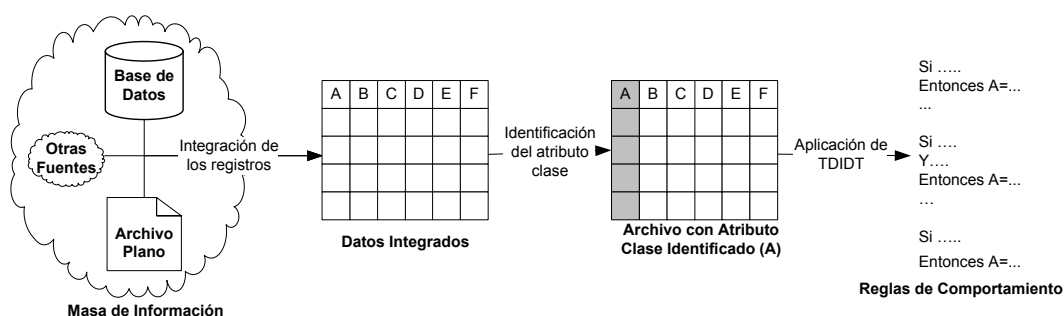 Base de
Datos
Otras
Fuentes
Archivo
Plano
Masa de Información
Integración de
los registros
A B C D E F
Datos Integrados
Identificación
del atributo
clase
A B C D E F
Archivo con Atributo
Clase Identificado (A)
Aplicación de
TDIDT
Si …..
Entonces A=...
...
Si ….
Y….
Entonces A=...
…
Si …..
Entonces A=...
Reglas de Comportamiento